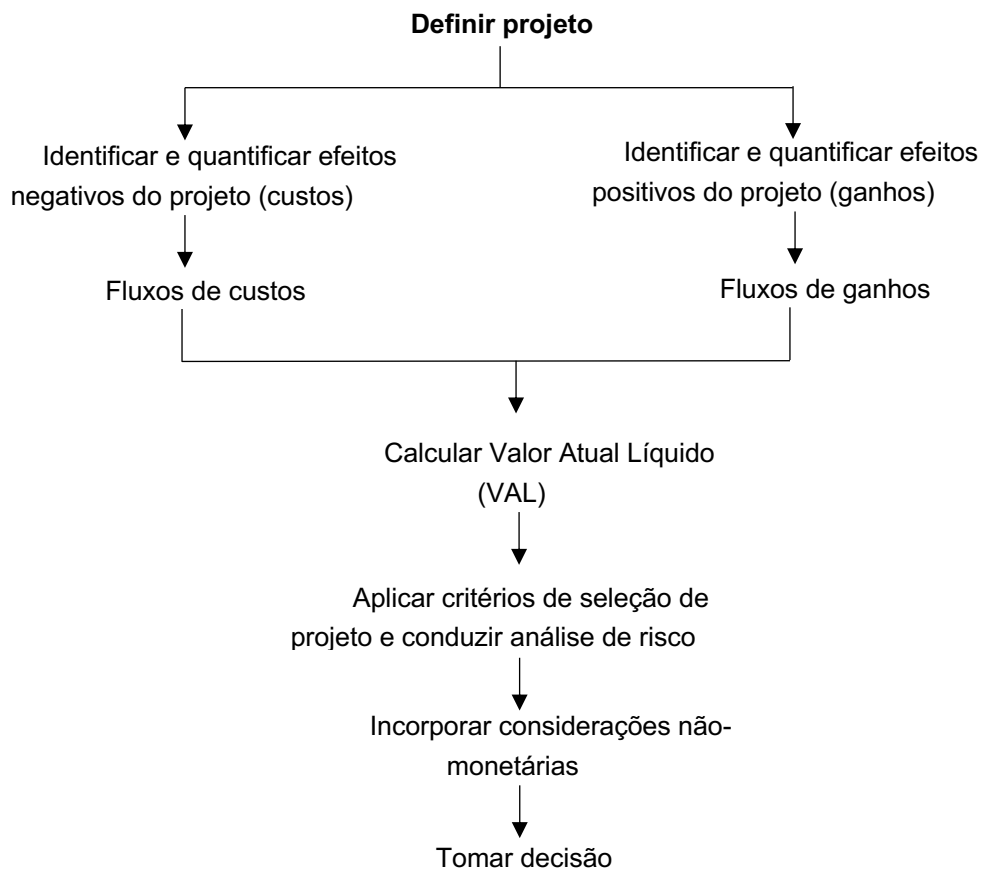 Definir projeto
Identificar e quantificar efeitos
negativos do projeto (custos)
Identificar e quantificar efeitos
positivos do projeto (ganhos)
Fluxos de custos
Fluxos de ganhos
Calcular Valor Atual Líquido
(VAL)
Aplicar critérios de seleção de
projeto e conduzir análise de risco
Incorporar considerações não-
monetárias
Tomar decisão